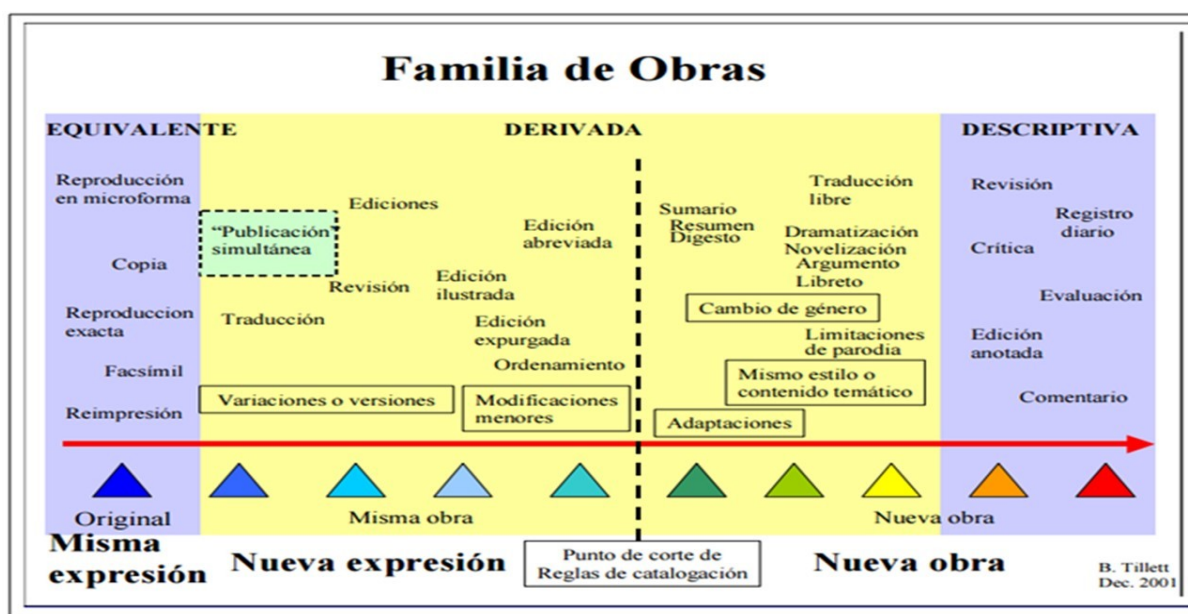 Familia de Obras
EQUIVALENTE
DERIVADA
DESCRIPTIVA
Reproducción
en microforma
Copia
Reproduccion
exacta
Facsímil
Reimpresión
“Publicación”
simultánea
Ediciones
Edición
abreviada
Revisión
Edición
ilustrada
Traducción
Edición
expurgada
Ordenamiento
Variaciones o versiones
Modificaciones
menores
Traducción
libre
Sumario
Resumen
Digesto
Dramatización
Novelización
Argumento
Libreto
Cambio de género
Limitaciones
de parodia
Mismo estilo o
contenido temático
Adaptaciones
Revisión
Registro
diario
Crítica
Evaluación
Edición
anotada
Comentario
Original
Misma obra
Nueva obra
Misma
expresión
Nueva expresión
Punto de corte de
Reglas de catalogación
Nueva obra
B. Tillett
Dec. 2001